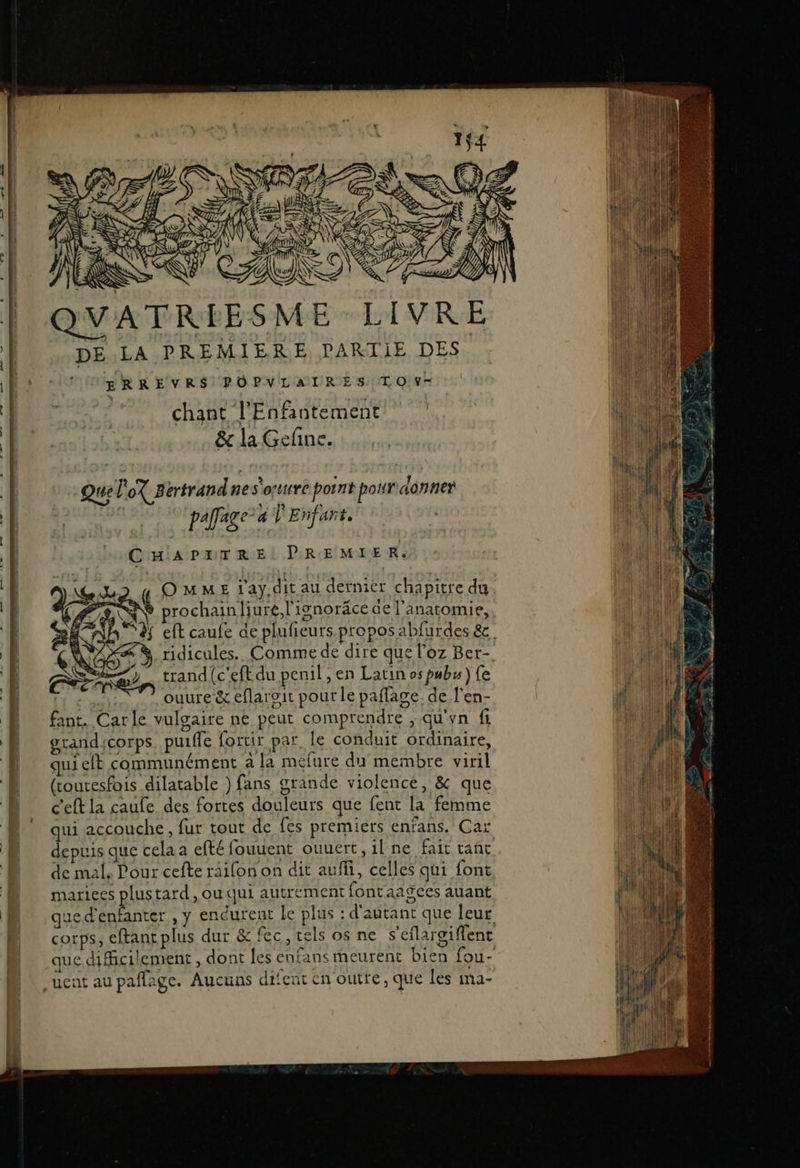 154
QVATRIESME LIVRE
DE LA PREMIERE PARTIE DES
ERREVRS POPVLAIRES TOV-
chant l'Enfantement
& la Gesine.
Que l'oz Bertrand ne s'ouure point pour donner
passage à l'Enfant.
CHAPITRE PREMIER.
COMME i'ay dit au dernier chapitre du
prochain liure, l'ignorāce de l'anatomie,
est cause de plusieurs propos absurdes &
ridicules. Comme de dire que l'oz Ber-
trand (c'est du penil, en Latin os pubis) se
ouure & eslargit pour le passage de l'en-
fant. Car le vulgaire ne peut comprendre, qu'vn si
grand corps puisse sortir par le conduit ordinaire,
qui est communément à la mesure du membre viril
(toutesfois dilatable) sans grande violence, & que
c'est la cause des fortes douleurs que sent la femme
qui accouche, sur tout de ses premiers enfans. Car
depuis que cela a esté souuent ouuert, il ne fait tant
de mal. Pour ceste raison on dit aussi, celles qui sont
mariees plus tard, ou qui autrement sont aagees auant
que d'enfanter, y endurent le plus : d'autant que leur
corps, estant plus dur & sec, tels os ne s'eslargissent
que difficilement, dont les enfans meurent bien sou-
uent au passage. Aucuns disent en outre, que les ma-